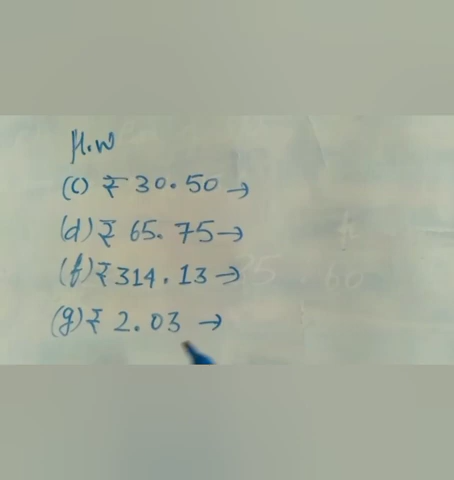 H.W
(c) ₹ 30.50 →
(d) ₹ 65.75 →
(f) ₹ 314.13 →
(g) ₹ 2.03 →